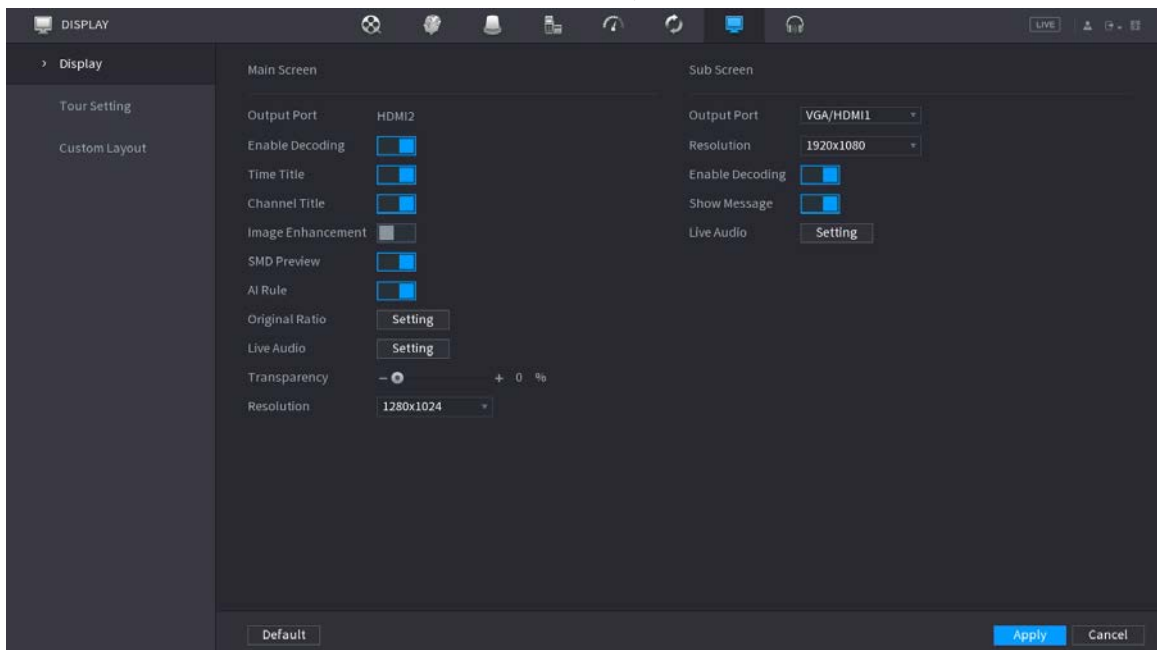 DISPLAY
LIVE
Display
Tour Setting
Custom Layout
Main Screen
Output Port HDMI2
Enable Decoding
Time Title
Channel Title
Image Enhancement
SMD Preview
AI Rule
Original Ratio Setting
Live Audio Setting
Transparency − + 0 %
Resolution 1280x1024
Sub Screen
Output Port VGA/HDMI1
Resolution 1920x1080
Enable Decoding
Show Message
Live Audio Setting
Default
Apply Cancel